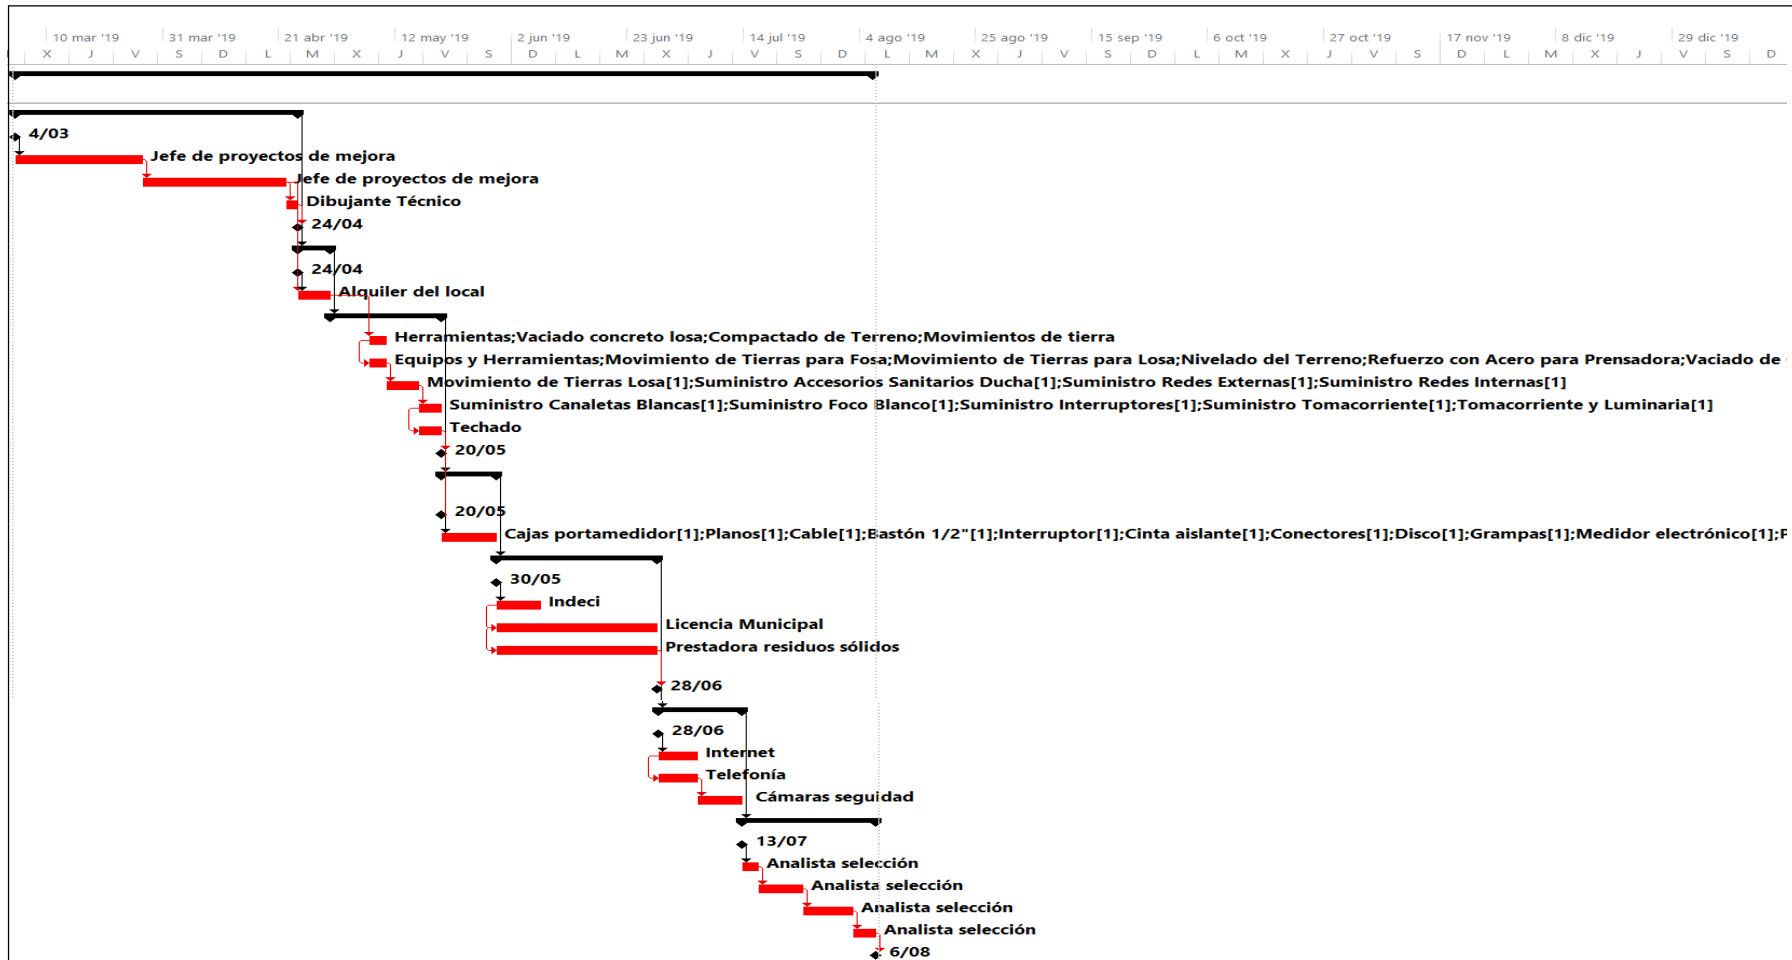 10 mar '19 31 mar '19 21 abr '19 12 may '19 2 jun '19 23 jun '19 14 jul '19 4 ago '19 25 ago '19 15 sep '19 6 oct '19 27 oct '19 17 nov '19 8 dic '19 29 dic '19
X J V S D L M X J V S D L M X J V S D L M X J V S D L M X J V S D L M X J V S D
4/03
Jefe de proyectos de mejora
Jefe de proyectos de mejora
Dibujante Técnico
24/04
24/04
Alquiler del local
Herramientas;Vaciado concreto losa;Compactado de Terreno;Movimientos de tierra
Equipos y Herramientas;Movimiento de Tierras para Fosa;Movimiento de Tierras para Losa;Nivelado del Terreno;Refuerzo con Acero para Prensadora;Vaciado de
Movimiento de Tierras Losa[1];Suministro Accesorios Sanitarios Ducha[1];Suministro Redes Externas[1];Suministro Redes Internas[1]
Suministro Canaletas Blancas[1];Suministro Foco Blanco[1];Suministro Interruptores[1];Suministro Tomacorriente[1];Tomacorriente y Luminaria[1]
Techado
20/05
20/05
Cajas portamedidor[1];Planos[1];Cable[1];Bastón 1/2"[1];Interruptor[1];Cinta aislante[1];Conectores[1];Disco[1];Grampas[1];Medidor electrónico[1];P
30/05
Indeci
Licencia Municipal
Prestadora residuos sólidos
28/06
28/06
Internet
Telefonía
Cámaras seguidad
13/07
Analista selección
Analista selección
Analista selección
Analista selección
6/08